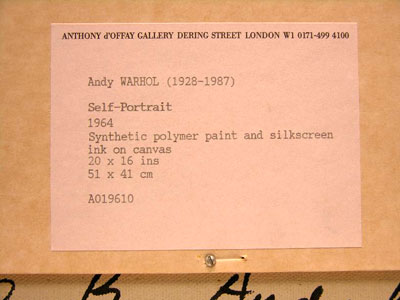 ANTHONY d'OFFAY GALLERY DERING STREET LONDON W1 0171-499 4100
Andy WARHOL (1928-1987)
Self-Portrait
1964
Synthetic polymer paint and silkscreen
ink on canvas
20 x 16 ins
51 x 41 cm
A019610